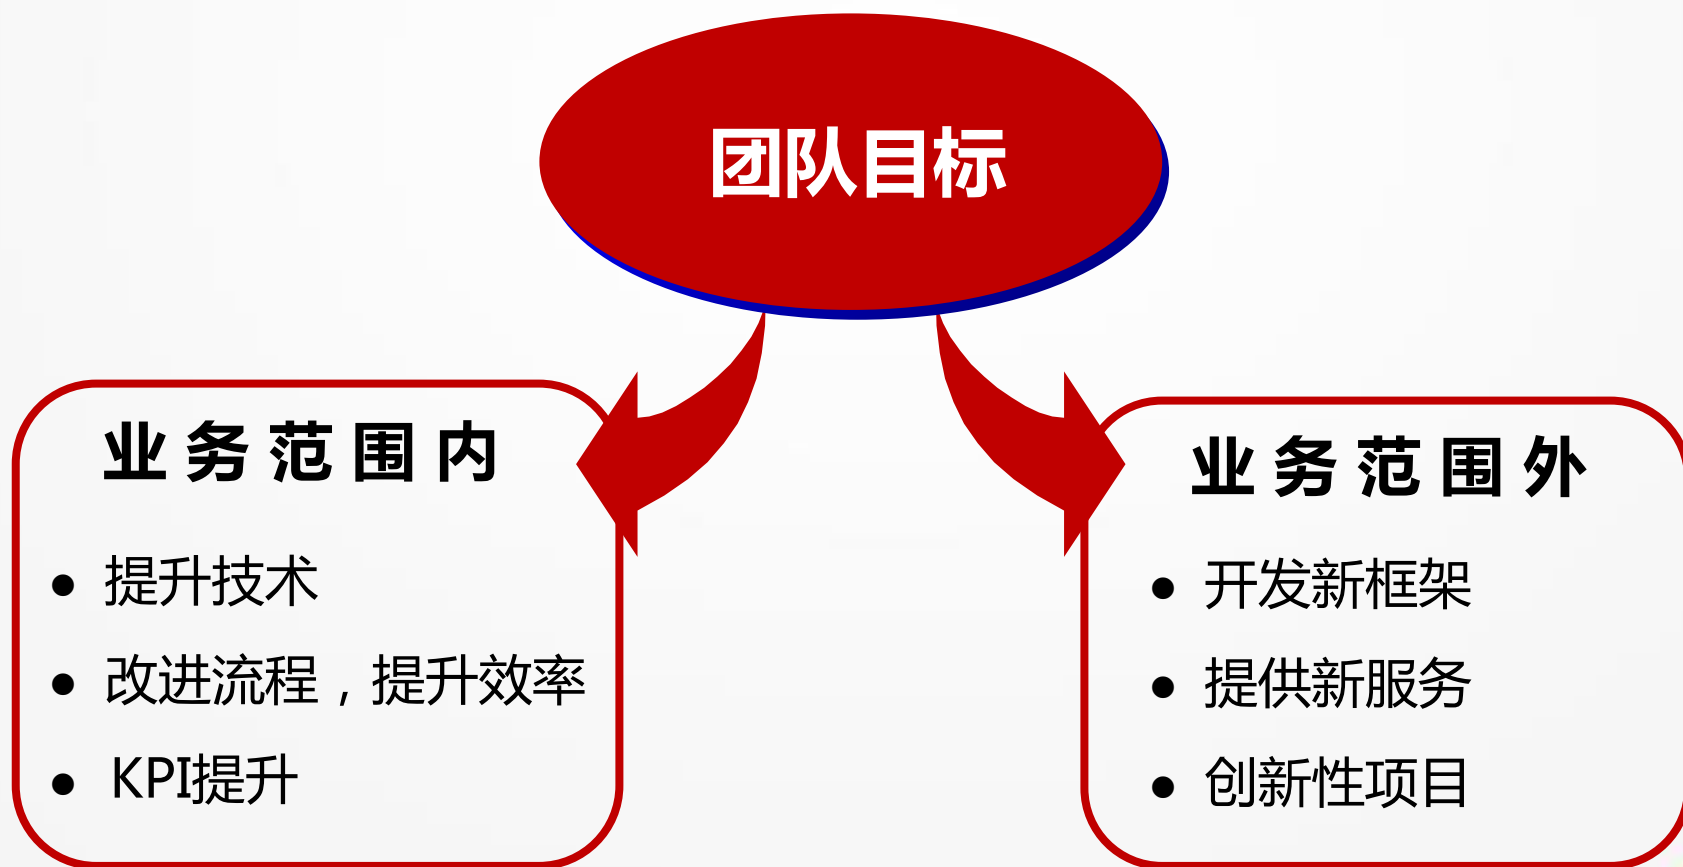 团队目标
业务范围内
● 提升技术
● 改进流程，提升效率
● KPI提升
业务范围外
● 开发新框架
● 提供新服务
● 创新性项目